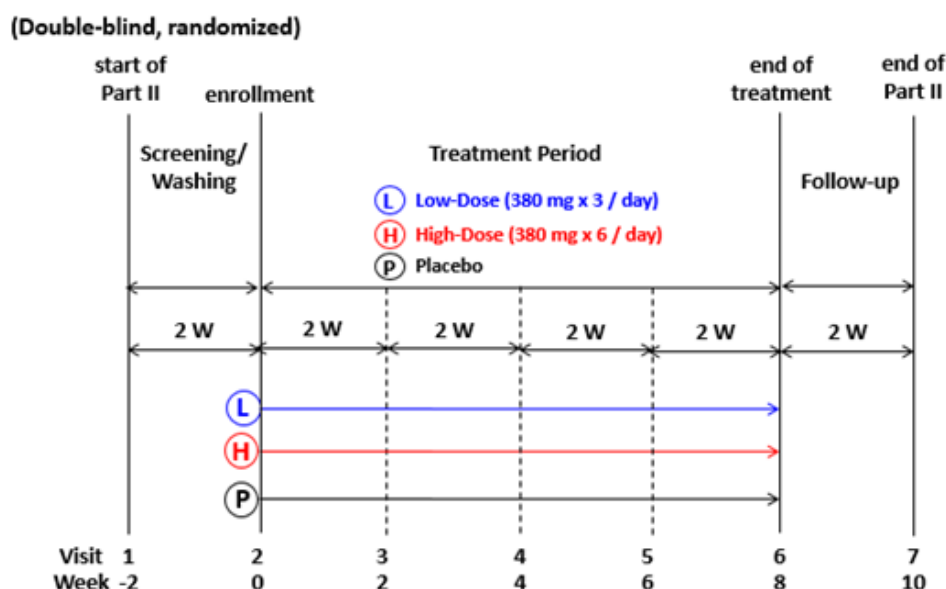 (Double-blind, randomized)
start of
Part II
enrollment
end of
treatment
end of
Part II
Screening/
Washing
Treatment Period
Follow-up
L Low-Dose (380 mg x 3 / day)
H High-Dose (380 mg x 6 / day)
P Placebo
2 W 2 W 2 W 2 W 2 W 2 W
L
H
P
Visit 1 2 3 4 5 6 7
Week -2 0 2 4 6 8 10